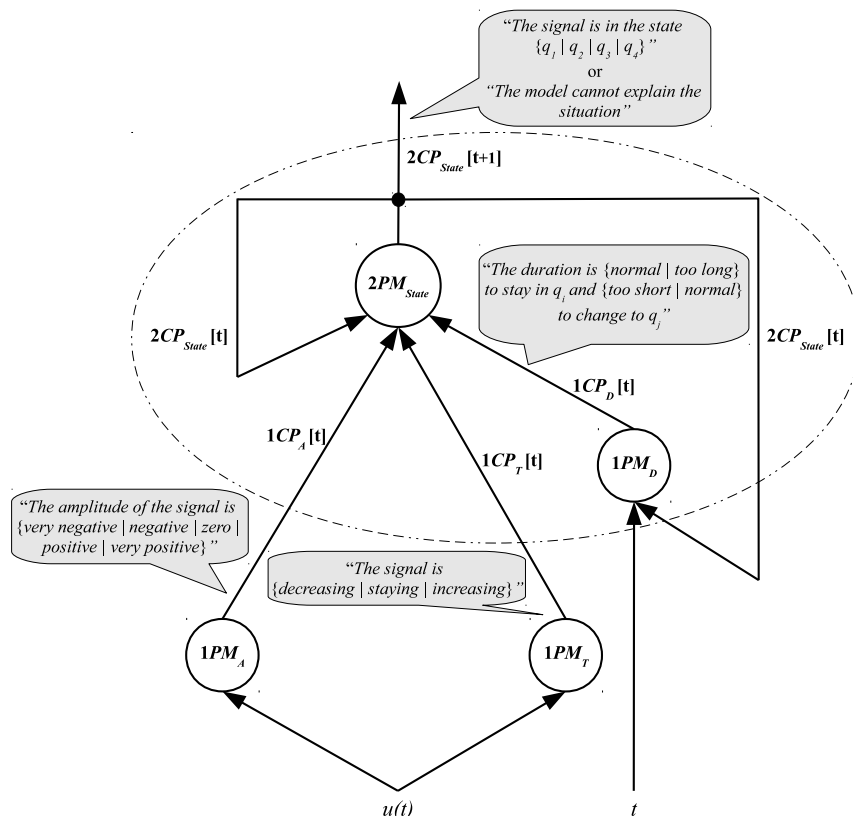 “The signal is in the state
{q1 | q2 | q3 | q4}”
or
“The model cannot explain the
situation”
2CPState[t+1]
2PMState
“The duration is {normal | too long}
to stay in qi and {too short | normal}
to change to qj”
2CPState[t]
2CPState[t]
1CPD[t]
1CPA[t]
1CPT[t]
1PMD
“The amplitude of the signal is
{very negative | negative | zero |
positive | very positive}”
“The signal is
{decreasing | staying | increasing}”
1PMA
1PMT
u(t)
t